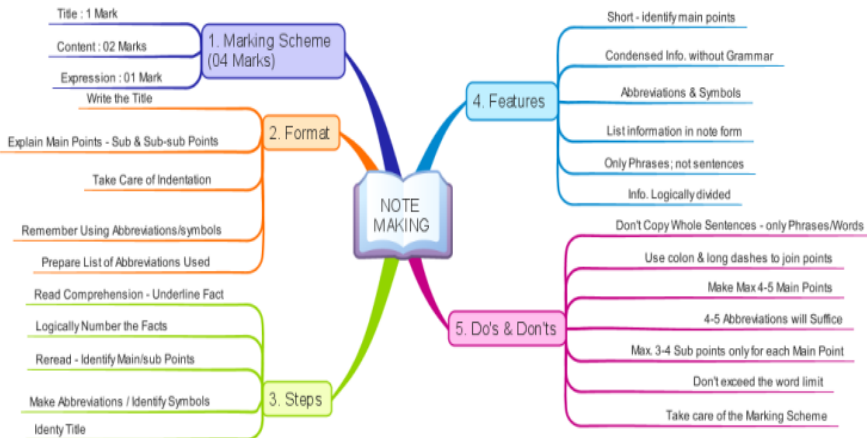 NOTE
MAKING
1. Marking Scheme
(04 Marks)
Title : 1 Mark
Content : 02 Marks
Expression : 01 Mark
2. Format
Write the Title
Explain Main Points - Sub & Sub-sub Points
Take Care of Indentation
Remember Using Abbreviations/symbols
Prepare List of Abbreviations Used
3. Steps
Read Comprehension - Underline Fact
Logically Number the Facts
Reread - Identify Main/sub Points
Make Abbreviations / Identify Symbols
Identy Title
4. Features
Short - identify main points
Condensed Info. without Grammar
Abbreviations & Symbols
List information in note form
Only Phrases; not sentences
Info. Logically divided
5. Do's & Don'ts
Don't Copy Whole Sentences - only Phrases/Words
Use colon & long dashes to join points
Make Max 4-5 Main Points
4-5 Abbreviations will Suffice
Max. 3-4 Sub points only for each Main Point
Don't exceed the word limit
Take care of the Marking Scheme